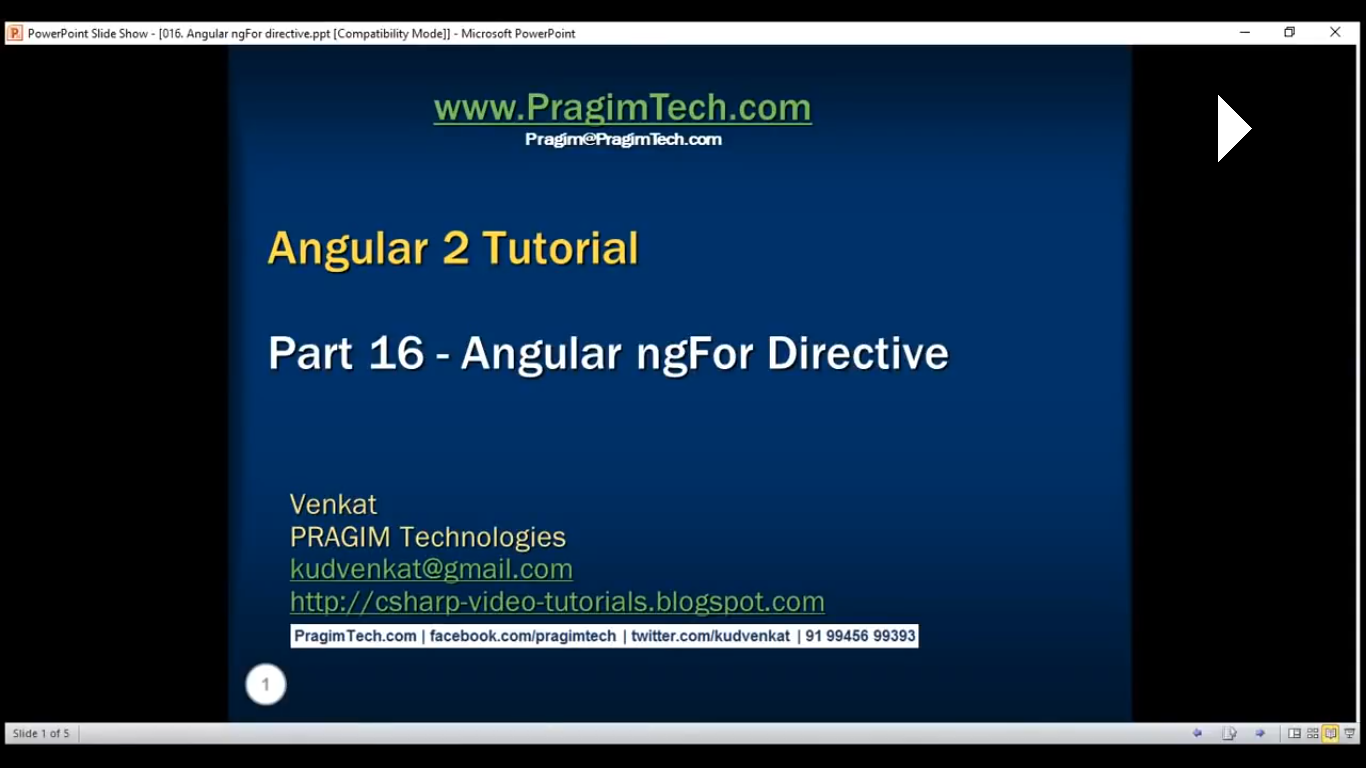 PowerPoint Slide Show - [016. Angular ngFor directive.ppt [Compatibility Mode]] - Microsoft PowerPoint
www.PragimTech.com
Pragim@PragimTech.com
Angular 2 Tutorial
Part 16 - Angular ngFor Directive
Venkat
PRAGIM Technologies
kudvenkat@gmail.com
http://csharp-video-tutorials.blogspot.com
PragimTech.com | facebook.com/pragimtech | twitter.com/kudvenkat | 91 99456 99393
1
Slide 1 of 5